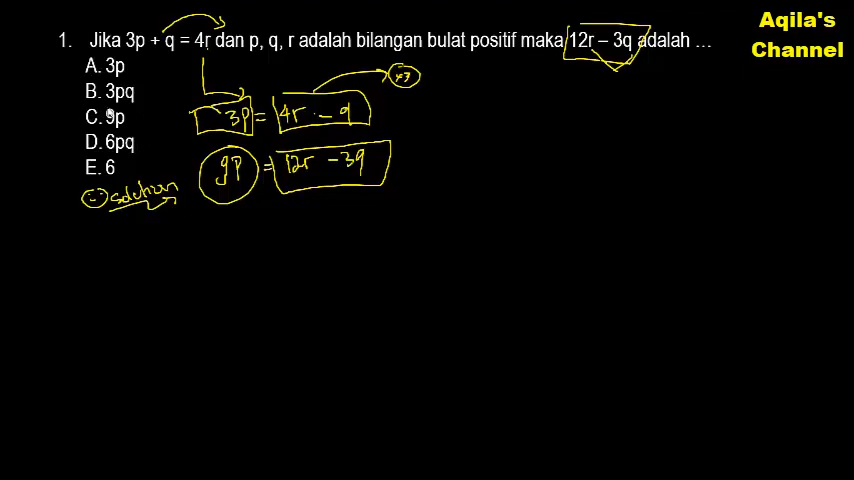 Aqila's
Channel
1. Jika 3p + q = 4r dan p, q, r adalah bilangan bulat positif maka 12r – 3q adalah ...
A. 3p
B. 3pq
C. 9p
D. 6pq
E. 6
3p = 4r - q
×3
9p = 12r - 3q
solution